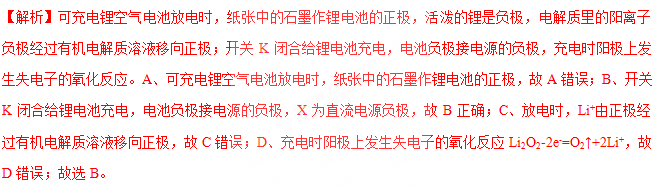 【解析】可充电锂空气电池放电时，纸张中的石墨作锂电池的正极，活泼的锂是负极，电解质里的阳离子
负极经过有机电解质溶液移向正极；开关 K 闭合给锂电池充电，电池负极接电源的负极，充电时阳极上发
生失电子的氧化反应。A、可充电锂空气电池放电时，纸张中的石墨作锂电池的正极，故 A 错误；B、开关
K 闭合给锂电池充电，电池负极接电源的负极，X 为直流电源负极，故 B 正确；C、放电时，Li⁺由正极经
过有机电解质溶液移向正极，故 C 错误；D、充电时阳极上发生失电子的氧化反应 Li₂O₂-2e⁻=O₂↑+2Li⁺，故
D 错误；故选 B。